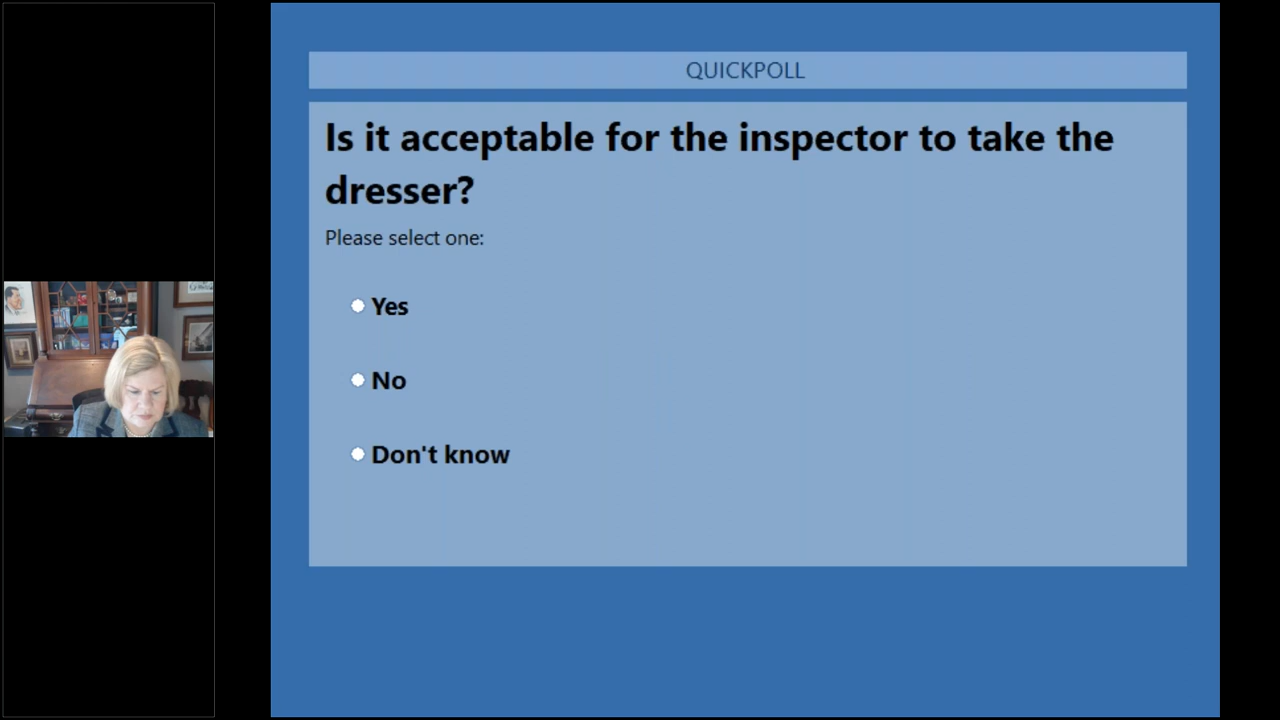 QUICKPOLL
Is it acceptable for the inspector to take the
dresser?
Please select one:
Yes
No
Don't know